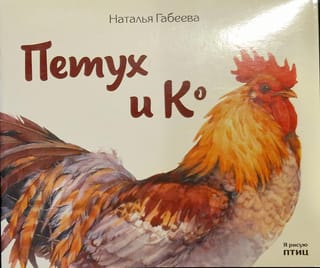 Наталья Габеева
Петух
и Ко
Я рисую
ПТИЦ